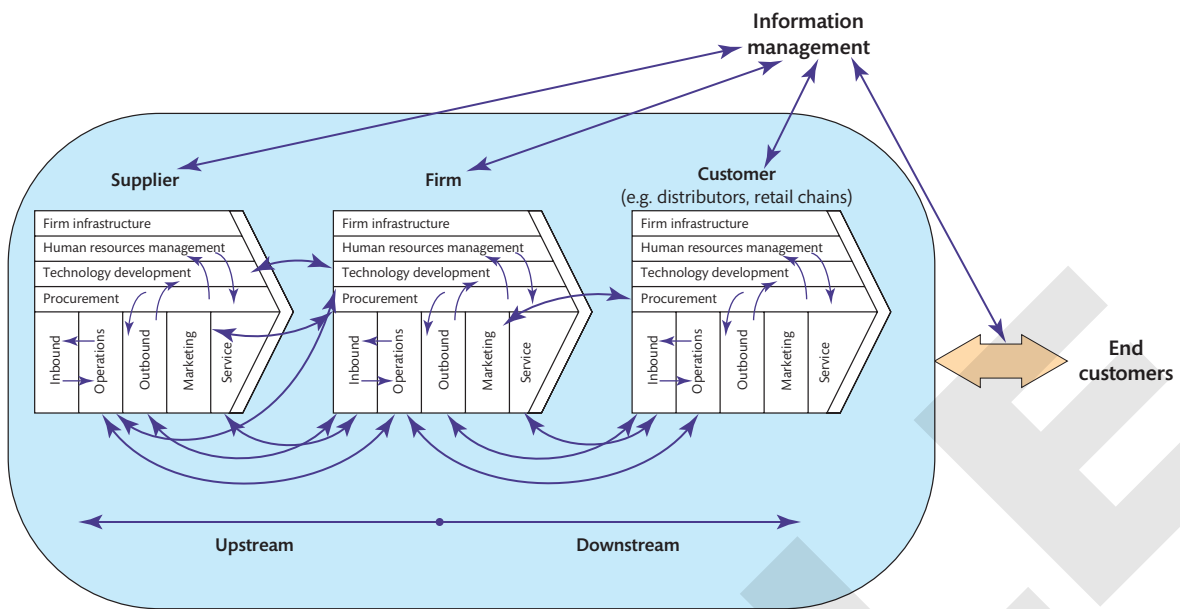 Information
management
Supplier
Firm
Customer
(e.g. distributors, retail chains)
Firm infrastructure
Human resources management
Technology development
Procurement
Inbound
Operations
Outbound
Marketing
Service
Firm infrastructure
Human resources management
Technology development
Procurement
Inbound
Operations
Outbound
Marketing
Service
Firm infrastructure
Human resources management
Technology development
Procurement
Inbound
Operations
Outbound
Marketing
Service
End
customers
Upstream
Downstream